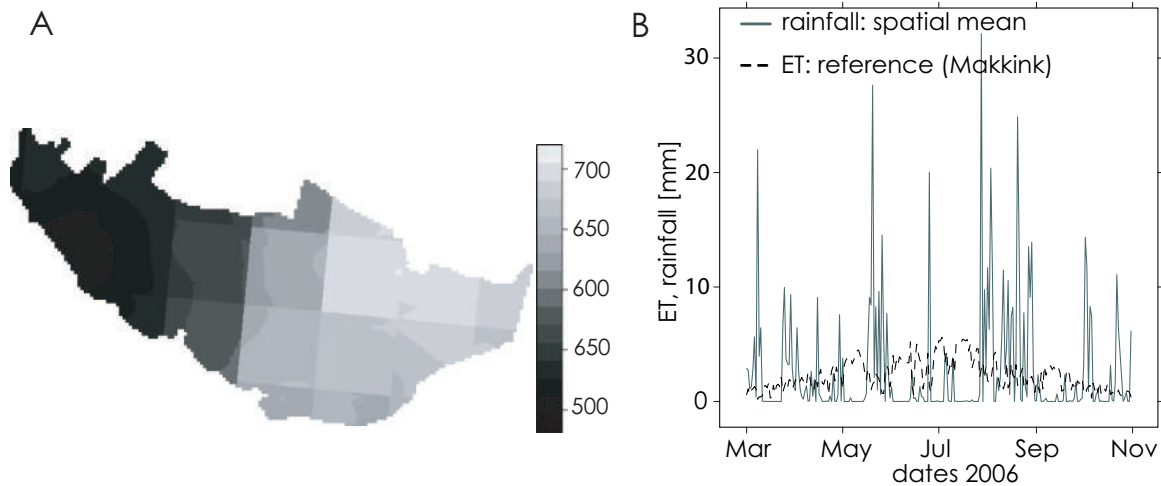 A
700
650
600
650
500
B
rainfall: spatial mean
ET: reference (Makkink)
ET, rainfall [mm]
30
20
10
0
Mar May Jul Sep Nov
dates 2006